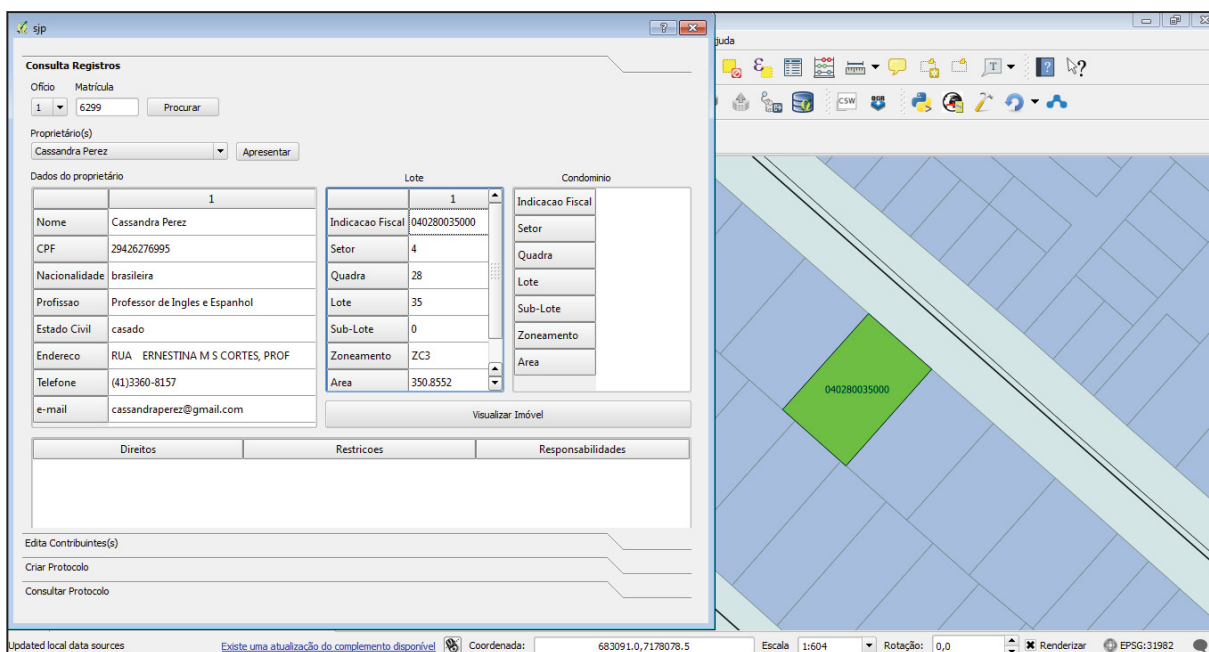 sjp
Consulta Registros
Ofício Matrícula
1 6299 Procurar
Proprietário(s)
Cassandra Perez Apresentar
Dados do proprietário
1
Nome Cassandra Perez
CPF 29426276995
Nacionalidade brasileira
Profissao Professor de Ingles e Espanhol
Estado Civil casado
Endereco RUA ERNESTINA M S CORTES, PROF
Telefone (41)3360-8157
e-mail cassandraperez@gmail.com
Lote
1
Indicacao Fiscal 040280035000
Setor 4
Quadra 28
Lote 35
Sub-Lote 0
Zoneamento ZC3
Area 350.8552
Condominio
Indicacao Fiscal
Setor
Quadra
Lote
Sub-Lote
Zoneamento
Area
Visualizar Imóvel
Direitos Restricoes Responsabilidades
Edita Contribuintes(s)
Criar Protocolo
Consultar Protocolo
juda
CSW OGR
040280035000
Updated local data sources Existe uma atualização do complemento disponível Coordenada: 683091.0,7178078.5 Escala 1:604 Rotação: 0,0 Renderizar EPSG:31982